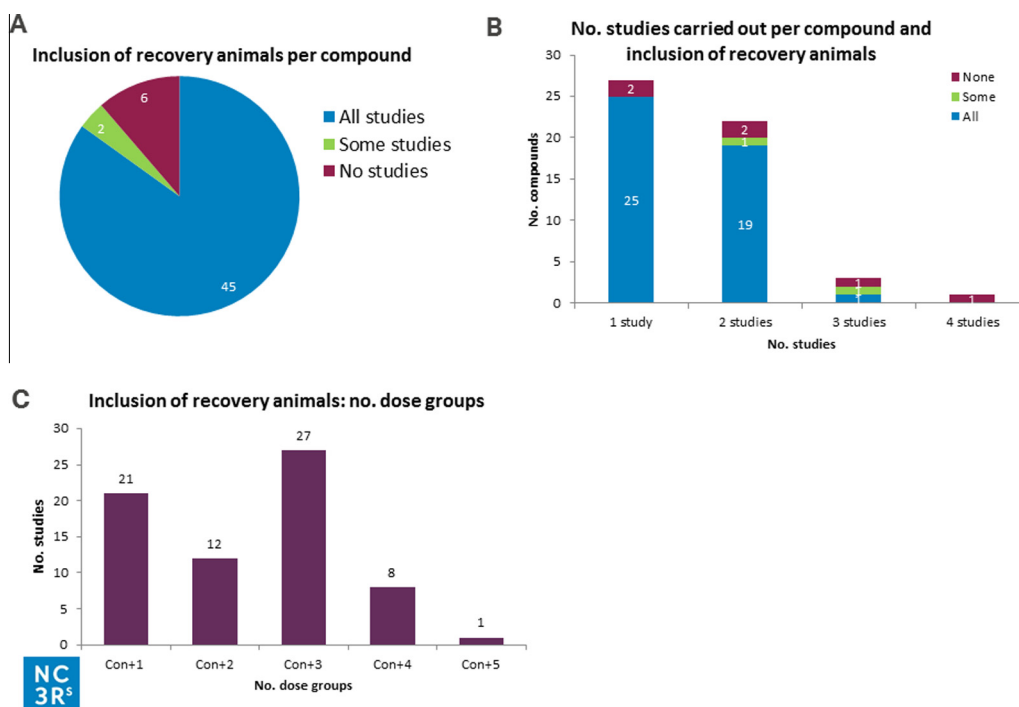 A
Inclusion of recovery animals per compound
6
2
45
All studies
Some studies
No studies
B
No. studies carried out per compound and
inclusion of recovery animals
30
25
20
15
10
5
0
No. compounds
2
25
2
1
19
1
1
1
1
None
Some
All
1 study
2 studies
3 studies
4 studies
No. studies
C
Inclusion of recovery animals: no. dose groups
30
25
20
15
10
5
0
No. studies
21
12
27
8
1
Con+1
Con+2
Con+3
Con+4
Con+5
No. dose groups
NC
3Rs